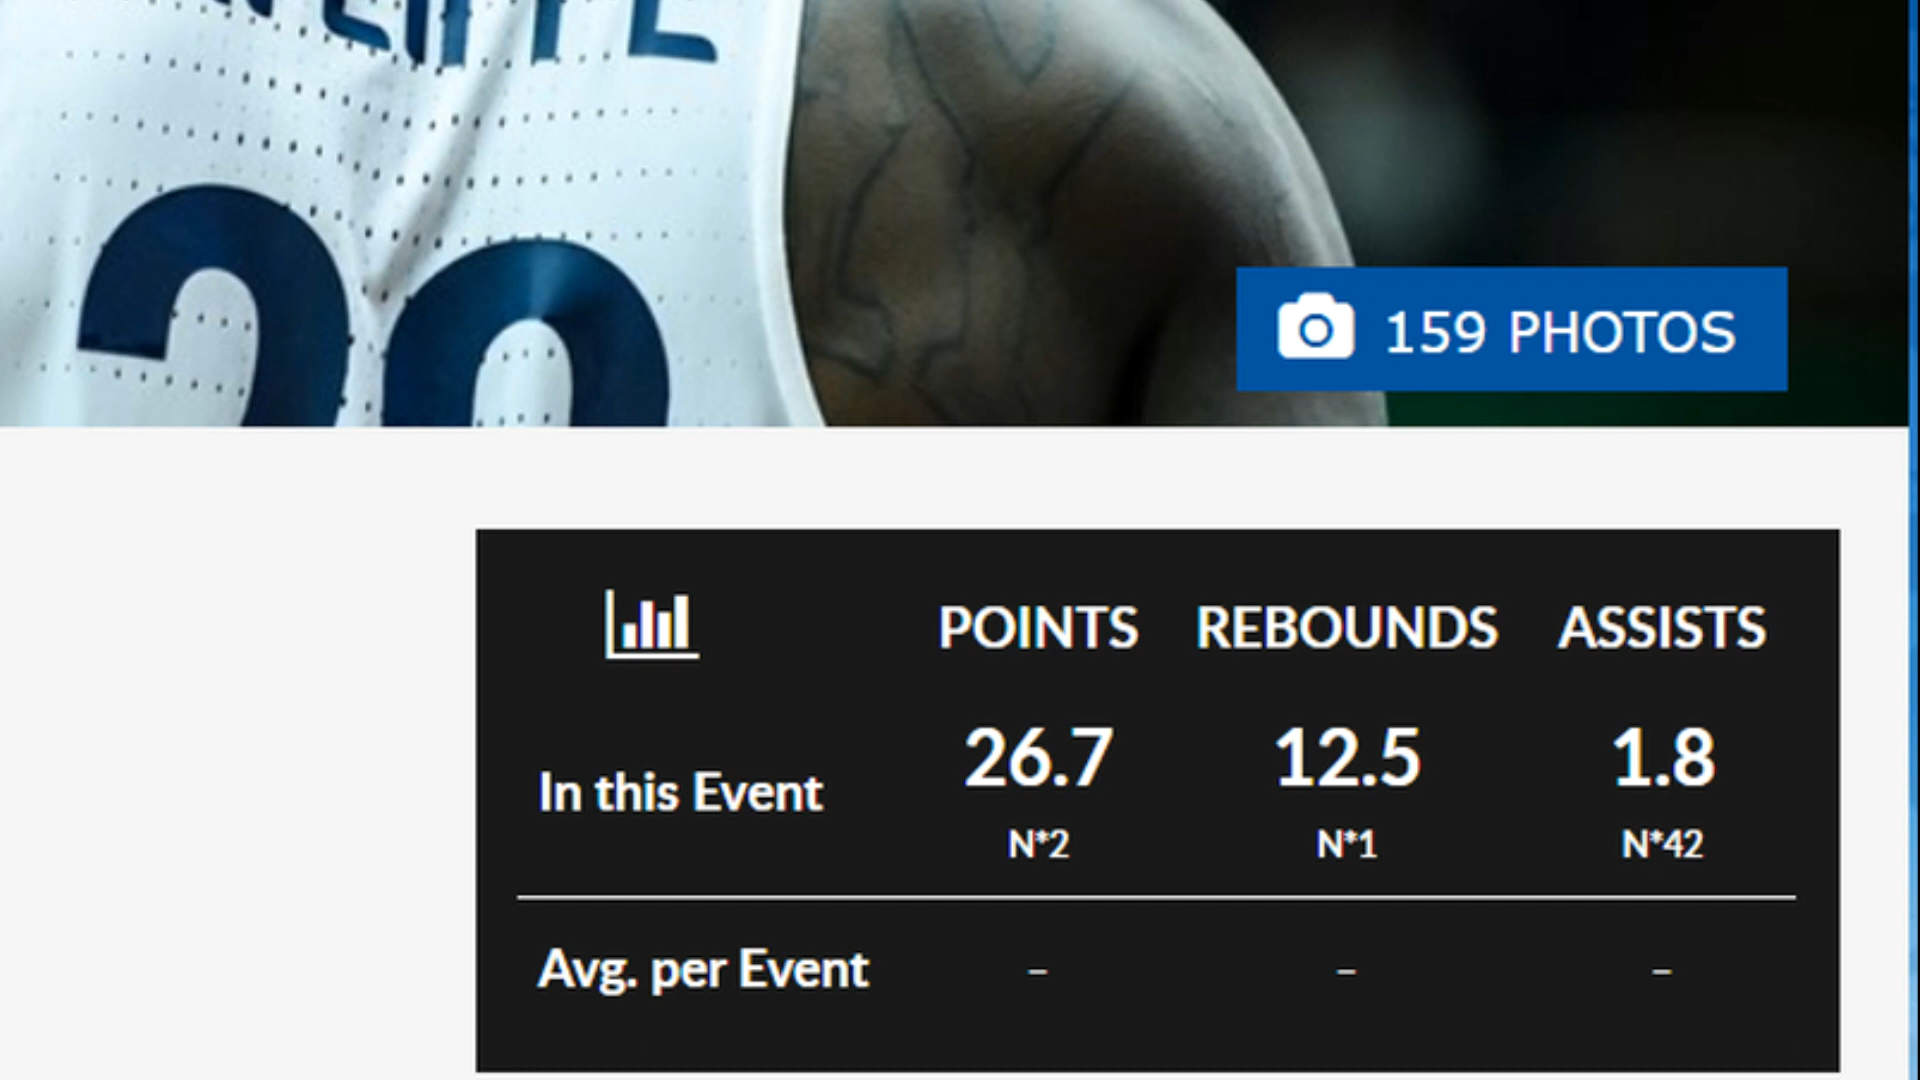 159 PHOTOS
POINTS REBOUNDS ASSISTS
In this Event 26.7 12.5 1.8
N*2 N*1 N*42
Avg. per Event – – –